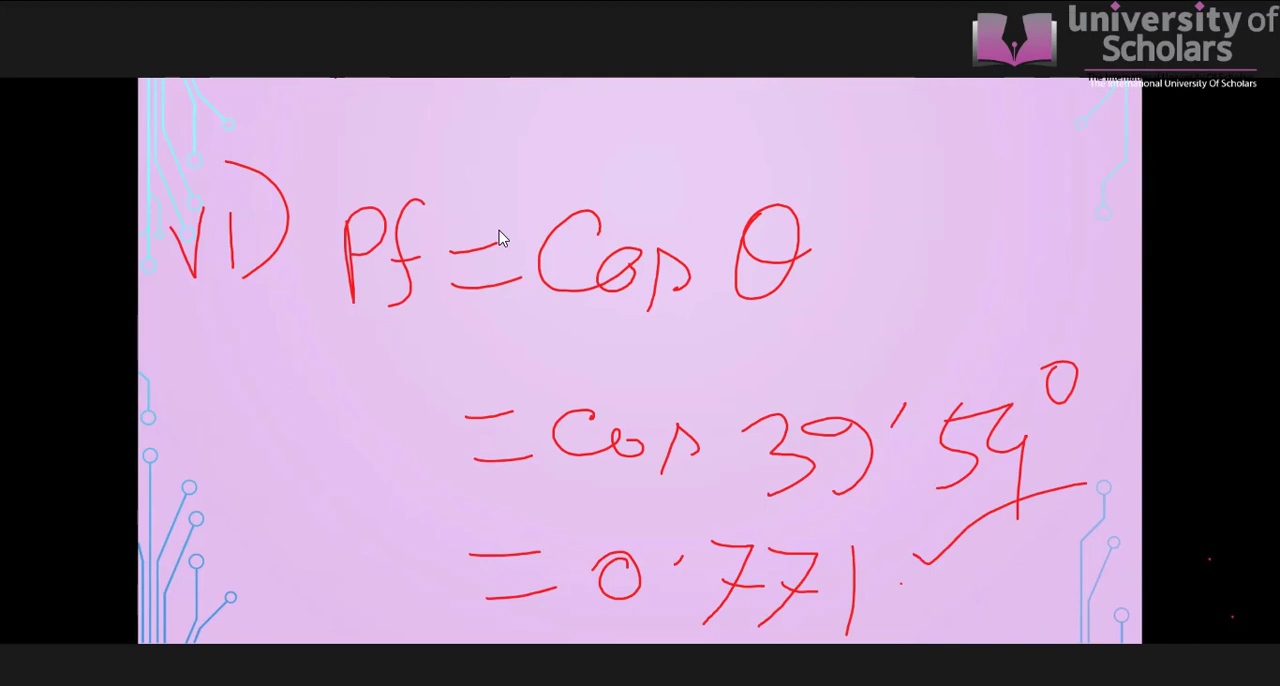 university of
Scholars
The International University Of Scholars
VI) Pf = Cos θ
= Cos 39.54°
= 0.771